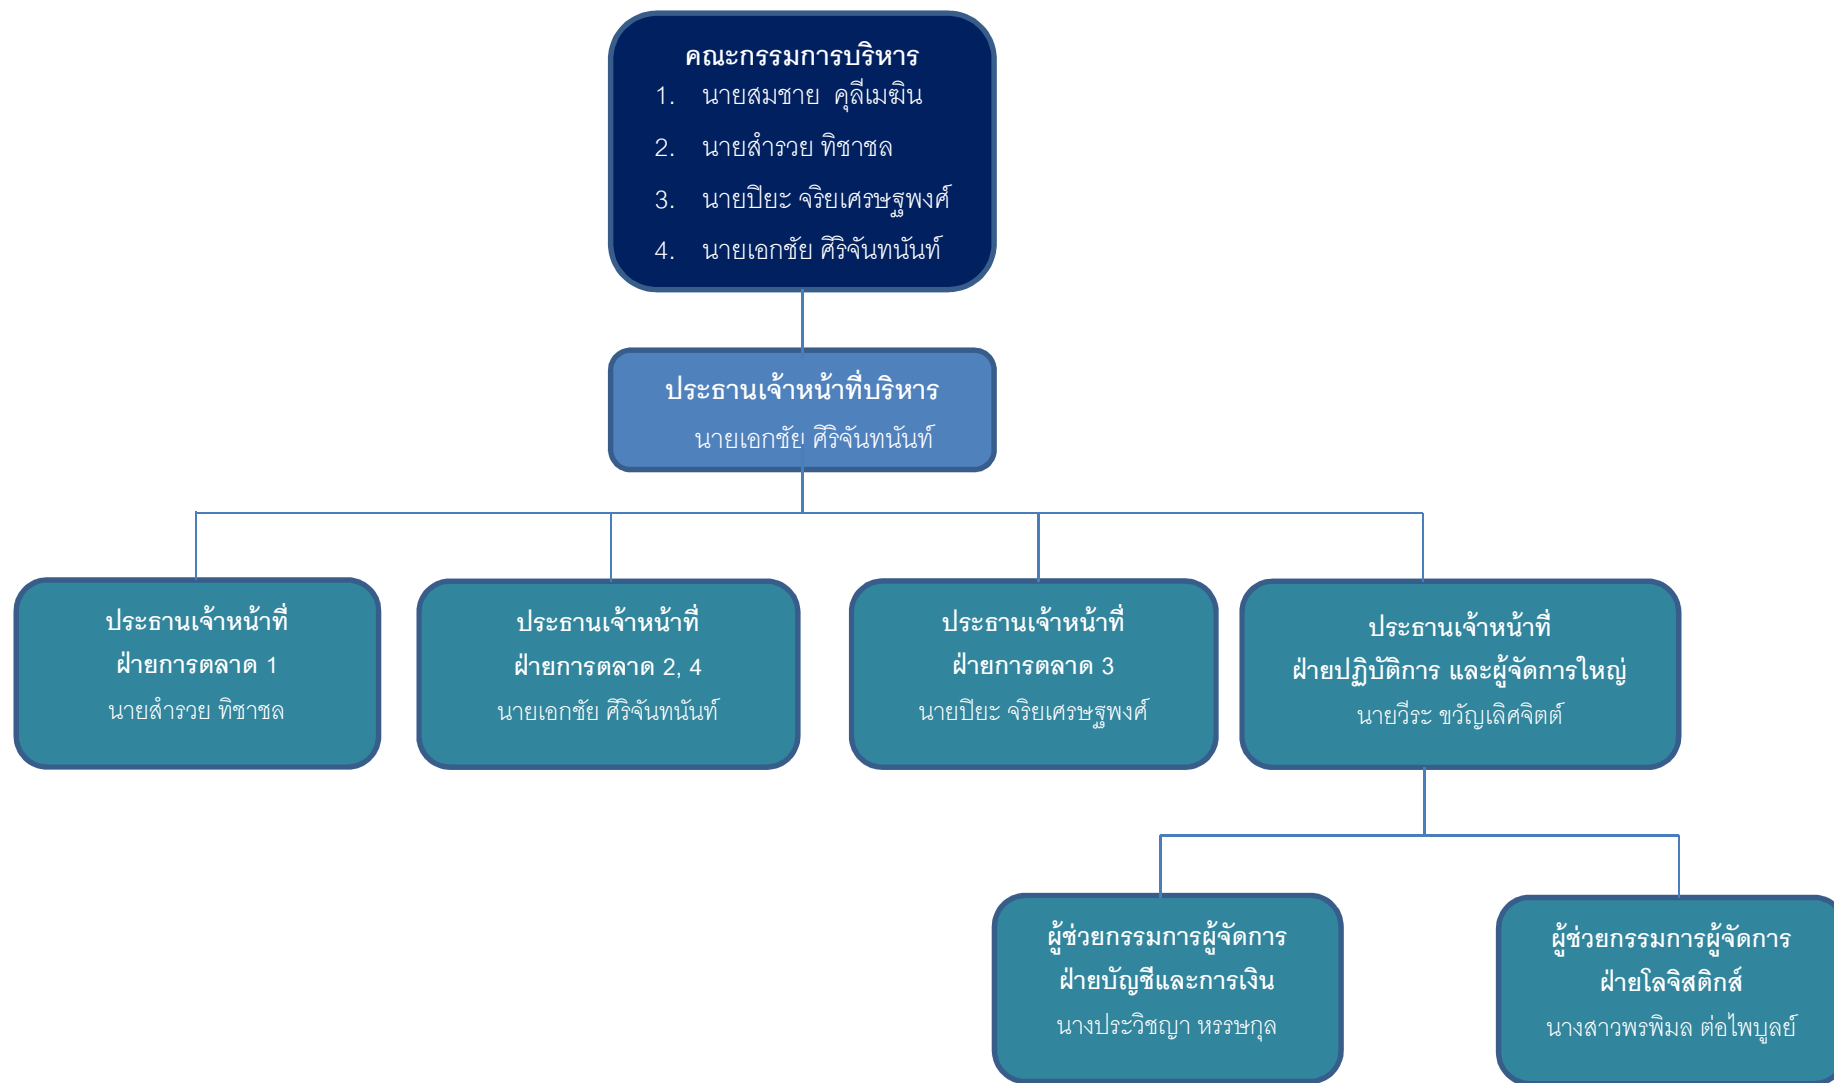 คณะกรรมการบริหาร
1. นายสมชาย คุลีเมฆิน
2. นายสำรวย ทิชาชล
3. นายปิยะ จริยเศรษฐพงศ์
4. นายเอกชัย ศิริจันทนันท์
ประธานเจ้าหน้าที่บริหาร
นายเอกชัย ศิริจันทนันท์
ประธานเจ้าหน้าที่
ฝ่ายการตลาด 1
นายสำรวย ทิชาชล
ประธานเจ้าหน้าที่
ฝ่ายการตลาด 2, 4
นายเอกชัย ศิริจันทนันท์
ประธานเจ้าหน้าที่
ฝ่ายการตลาด 3
นายปิยะ จริยเศรษฐพงศ์
ประธานเจ้าหน้าที่
ฝ่ายปฏิบัติการ และผู้จัดการใหญ่
นายวีระ ขวัญเลิศจิตต์
ผู้ช่วยกรรมการผู้จัดการ
ฝ่ายบัญชีและการเงิน
นางประวิชญา หรรษกุล
ผู้ช่วยกรรมการผู้จัดการ
ฝ่ายโลจิสติกส์
นางสาวพรพิมล ต่อไพบูลย์